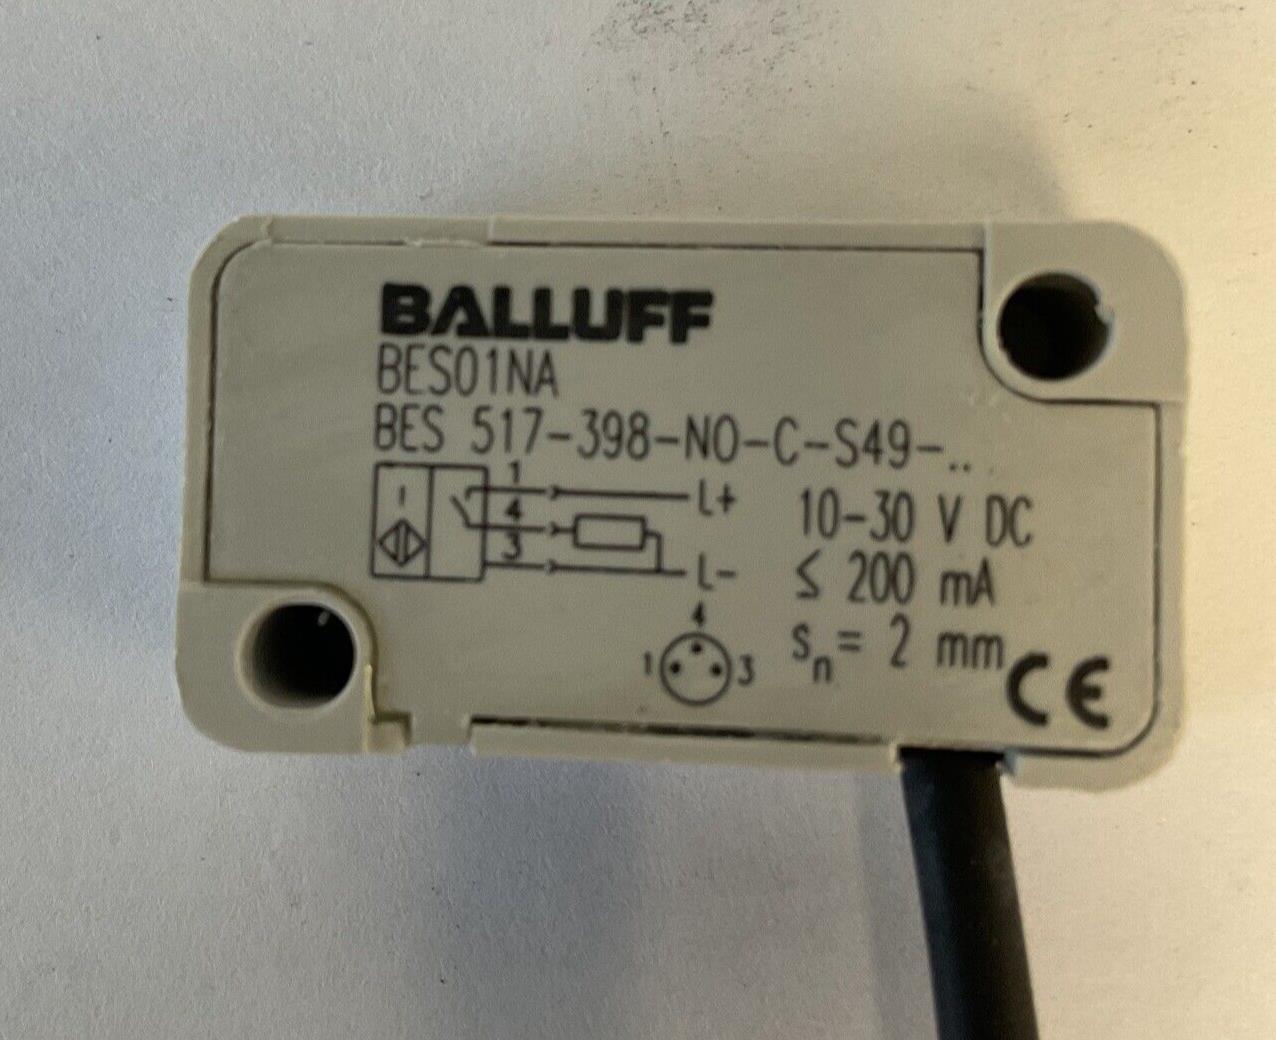 BALLUFF
BES01NA
BES 517-398-NO-C-S49-..
1
4
3
L+
L-
10-30 V DC
≤ 200 mA
sn= 2 mm
4
1 3
CE